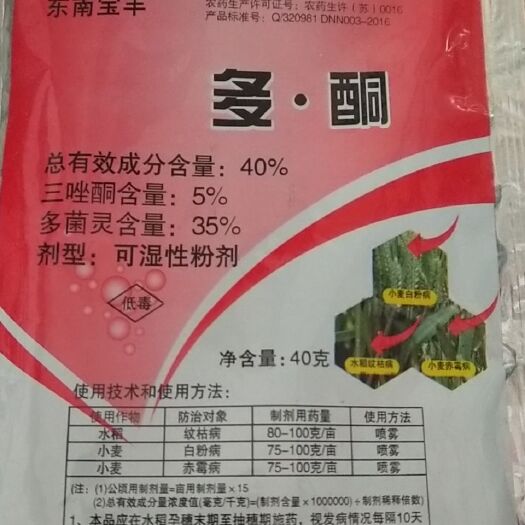 东南宝丰
农药生产许可证号：农药生许（苏）0016
产品标准号：Q/320981 DNN003-2016
多·酮
总有效成分含量：40%
三唑酮含量：5%
多菌灵含量：35%
剂型：可湿性粉剂
低毒
小麦白粉病
水稻纹枯病
小麦赤霉病
净含量：40克
使用技术和使用方法：
使用作物 防治对象 制剂用药量 使用方法
水稻 纹枯病 80-100克/亩 喷雾
小麦 白粉病 75-100克/亩 喷雾
小麦 赤霉病 75-100克/亩 喷雾
(注：(1)公顷用制剂量=亩用制剂量×15
(2)总有效成分量浓度值(毫克/千克)=(制剂含量×1000000)÷制剂稀释倍数)
1、本品应在水稻孕穗末期至抽穗期施药，视发病情况每隔10天